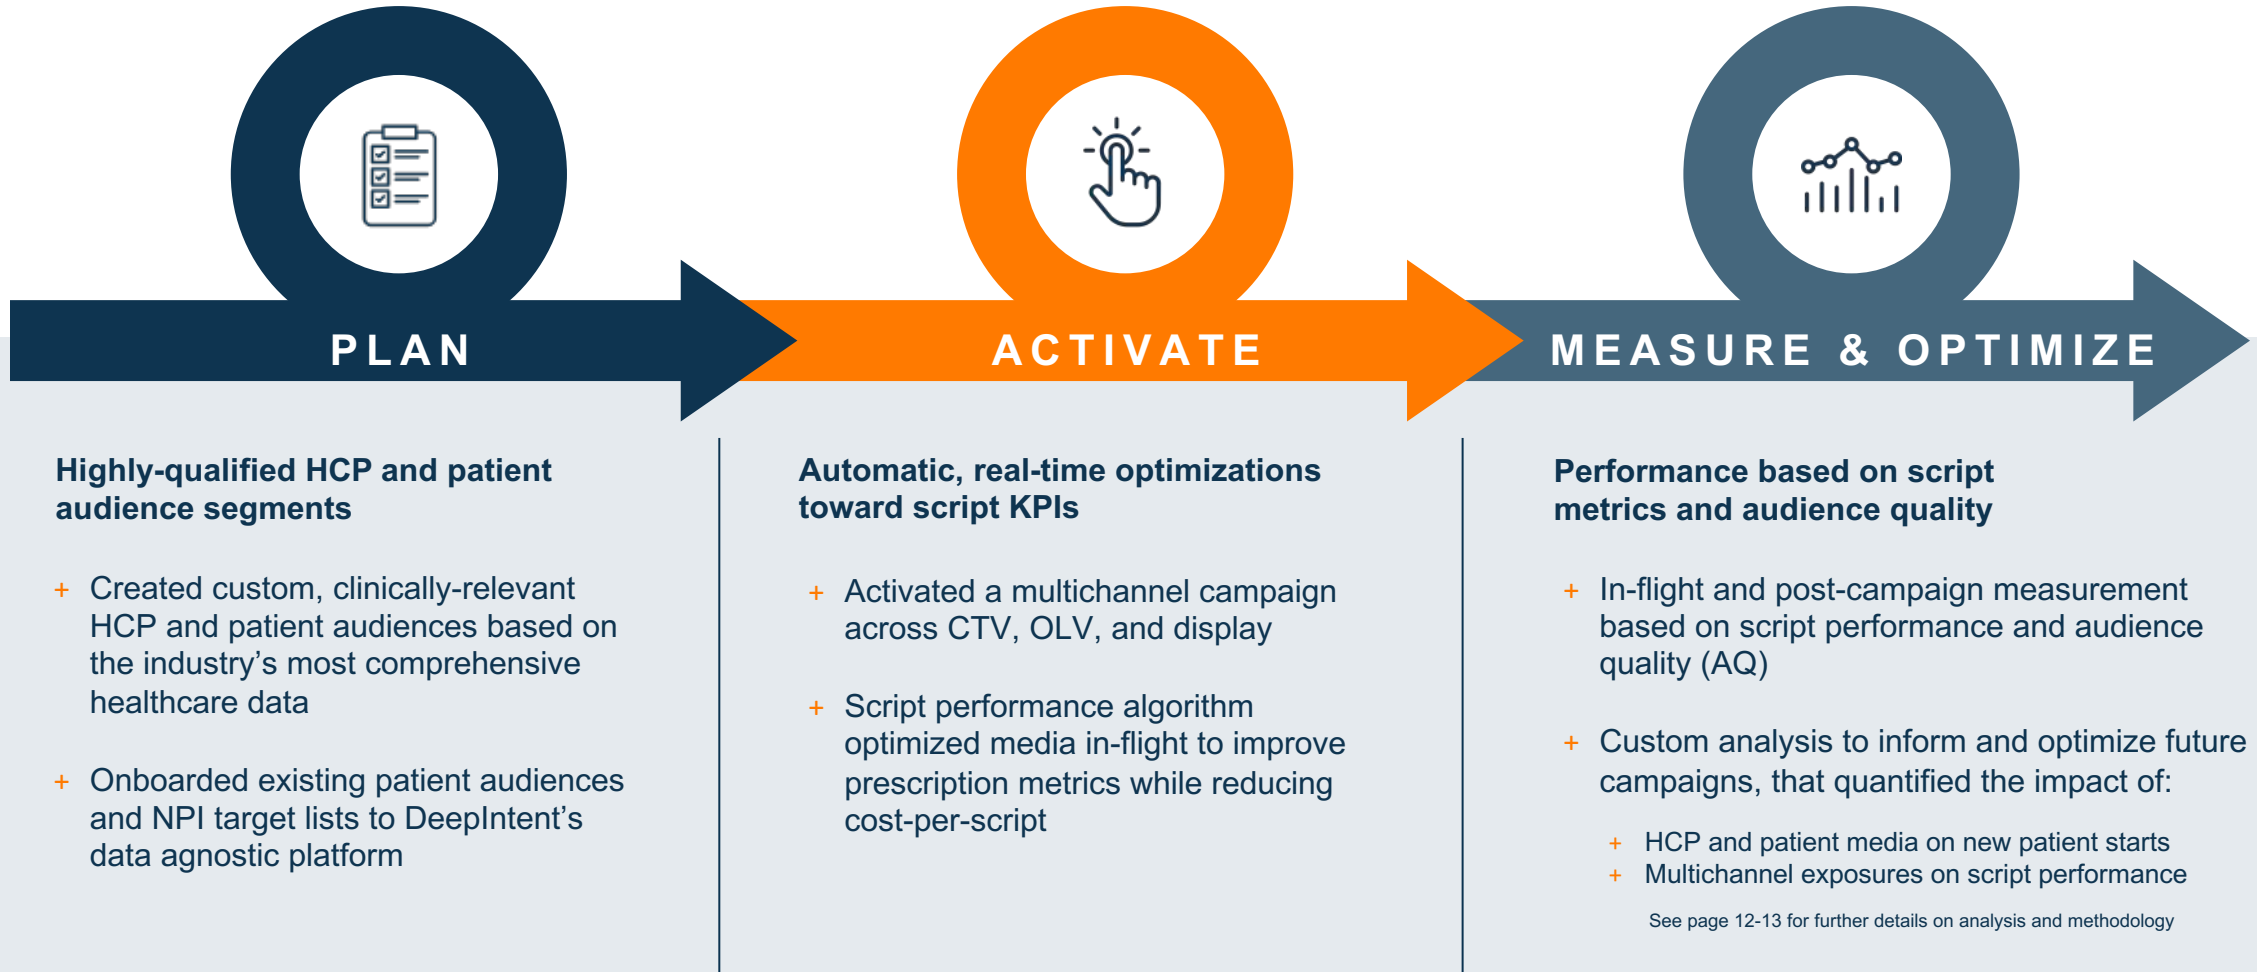 PLAN
Highly-qualified HCP and patient
audience segments
+ Created custom, clinically-relevant
HCP and patient audiences based on
the industry’s most comprehensive
healthcare data
+ Onboarded existing patient audiences
and NPI target lists to DeepIntent’s
data agnostic platform
ACTIVATE
Automatic, real-time optimizations
toward script KPIs
+ Activated a multichannel campaign
across CTV, OLV, and display
+ Script performance algorithm
optimized media in-flight to improve
prescription metrics while reducing
cost-per-script
MEASURE & OPTIMIZE
Performance based on script
metrics and audience quality
+ In-flight and post-campaign measurement
based on script performance and audience
quality (AQ)
+ Custom analysis to inform and optimize future
campaigns, that quantified the impact of:
+ HCP and patient media on new patient starts
+ Multichannel exposures on script performance
See page 12-13 for further details on analysis and methodology